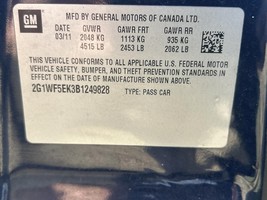 GM
MFD BY GENERAL MOTORS OF CANADA LTD.
DATE GVWR GAWR FRT GAWR RR
03/11 2048 KG 1113 KG 935 KG
4515 LB 2453 LB 2062 LB
THIS VEHICLE CONFORMS TO ALL APPLICABLE U.S. FEDERAL MOTOR
VEHICLE SAFETY, BUMPER, AND THEFT PREVENTION STANDARDS
IN EFFECT ON THE DATE OF MANUFACTURE SHOWN ABOVE.
2G1WF5EK3B1249828 TYPE: PASS CAR